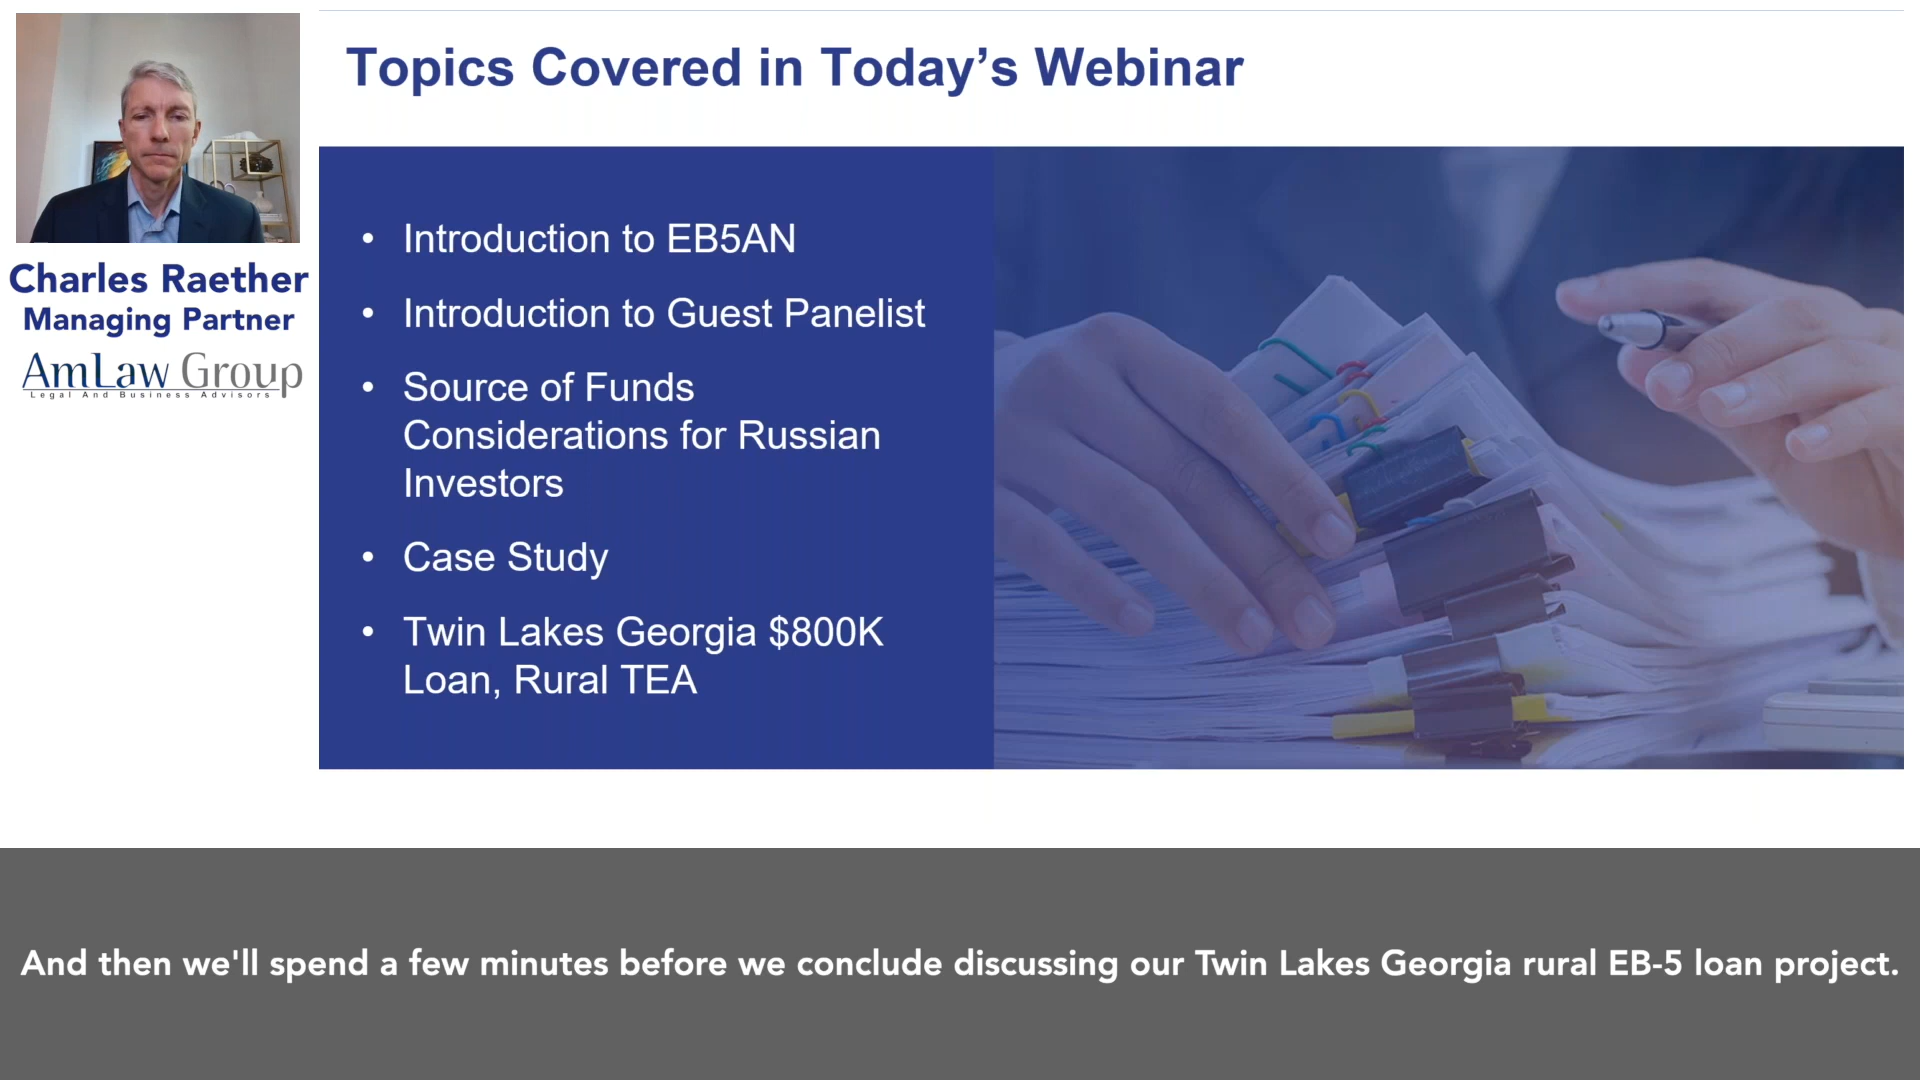 Topics Covered in Today’s Webinar
Charles Raether
Managing Partner
AmLaw Group
Legal And Business Advisors
• Introduction to EB5AN
• Introduction to Guest Panelist
• Source of Funds
Considerations for Russian
Investors
• Case Study
• Twin Lakes Georgia $800K
Loan, Rural TEA
And then we'll spend a few minutes before we conclude discussing our Twin Lakes Georgia rural EB-5 loan project.